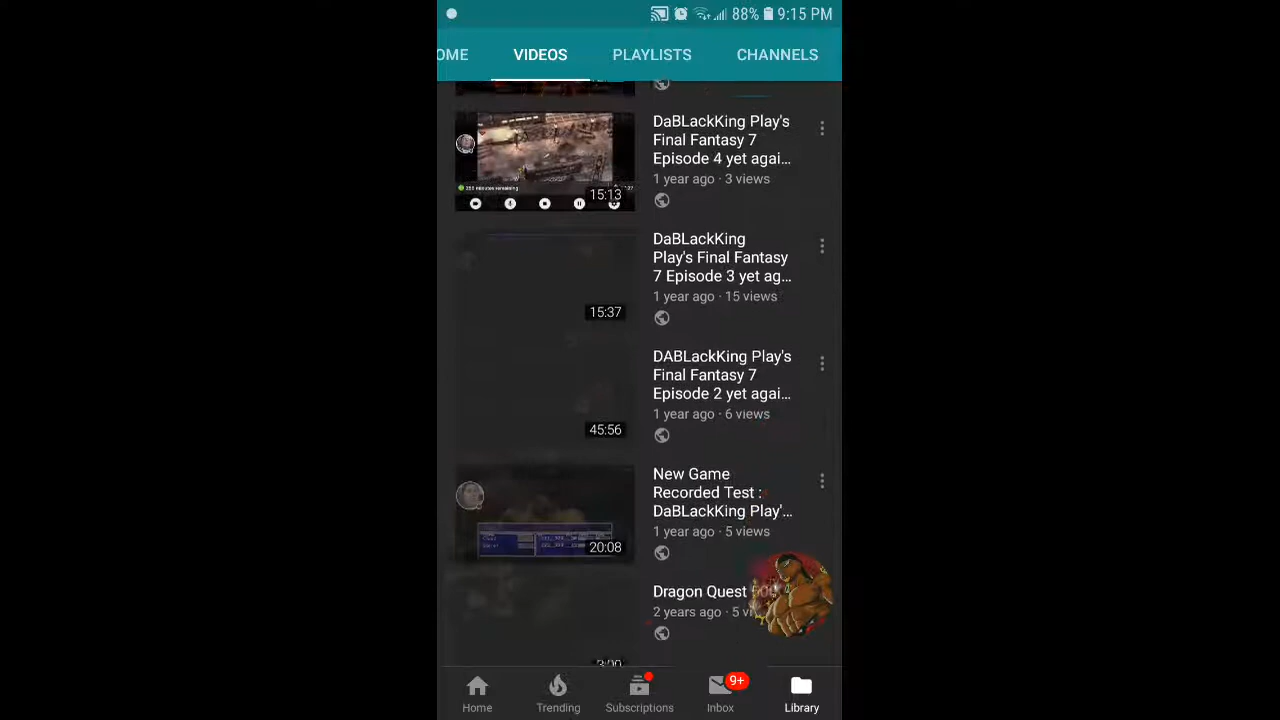 88% 9:15 PM
OME VIDEOS PLAYLISTS CHANNELS
DaBLackKing Play's
Final Fantasy 7
Episode 4 yet agai...
1 year ago · 3 views
15:13
DaBLackKing
Play's Final Fantasy
7 Episode 3 yet ag...
1 year ago · 15 views
15:37
DABLackKing Play's
Final Fantasy 7
Episode 2 yet agai...
1 year ago · 6 views
45:56
New Game
Recorded Test :
DaBLackKing Play'...
1 year ago · 5 views
20:08
Dragon Quest
2 years ago · 5
3:00
9+
Home Trending Subscriptions Inbox Library